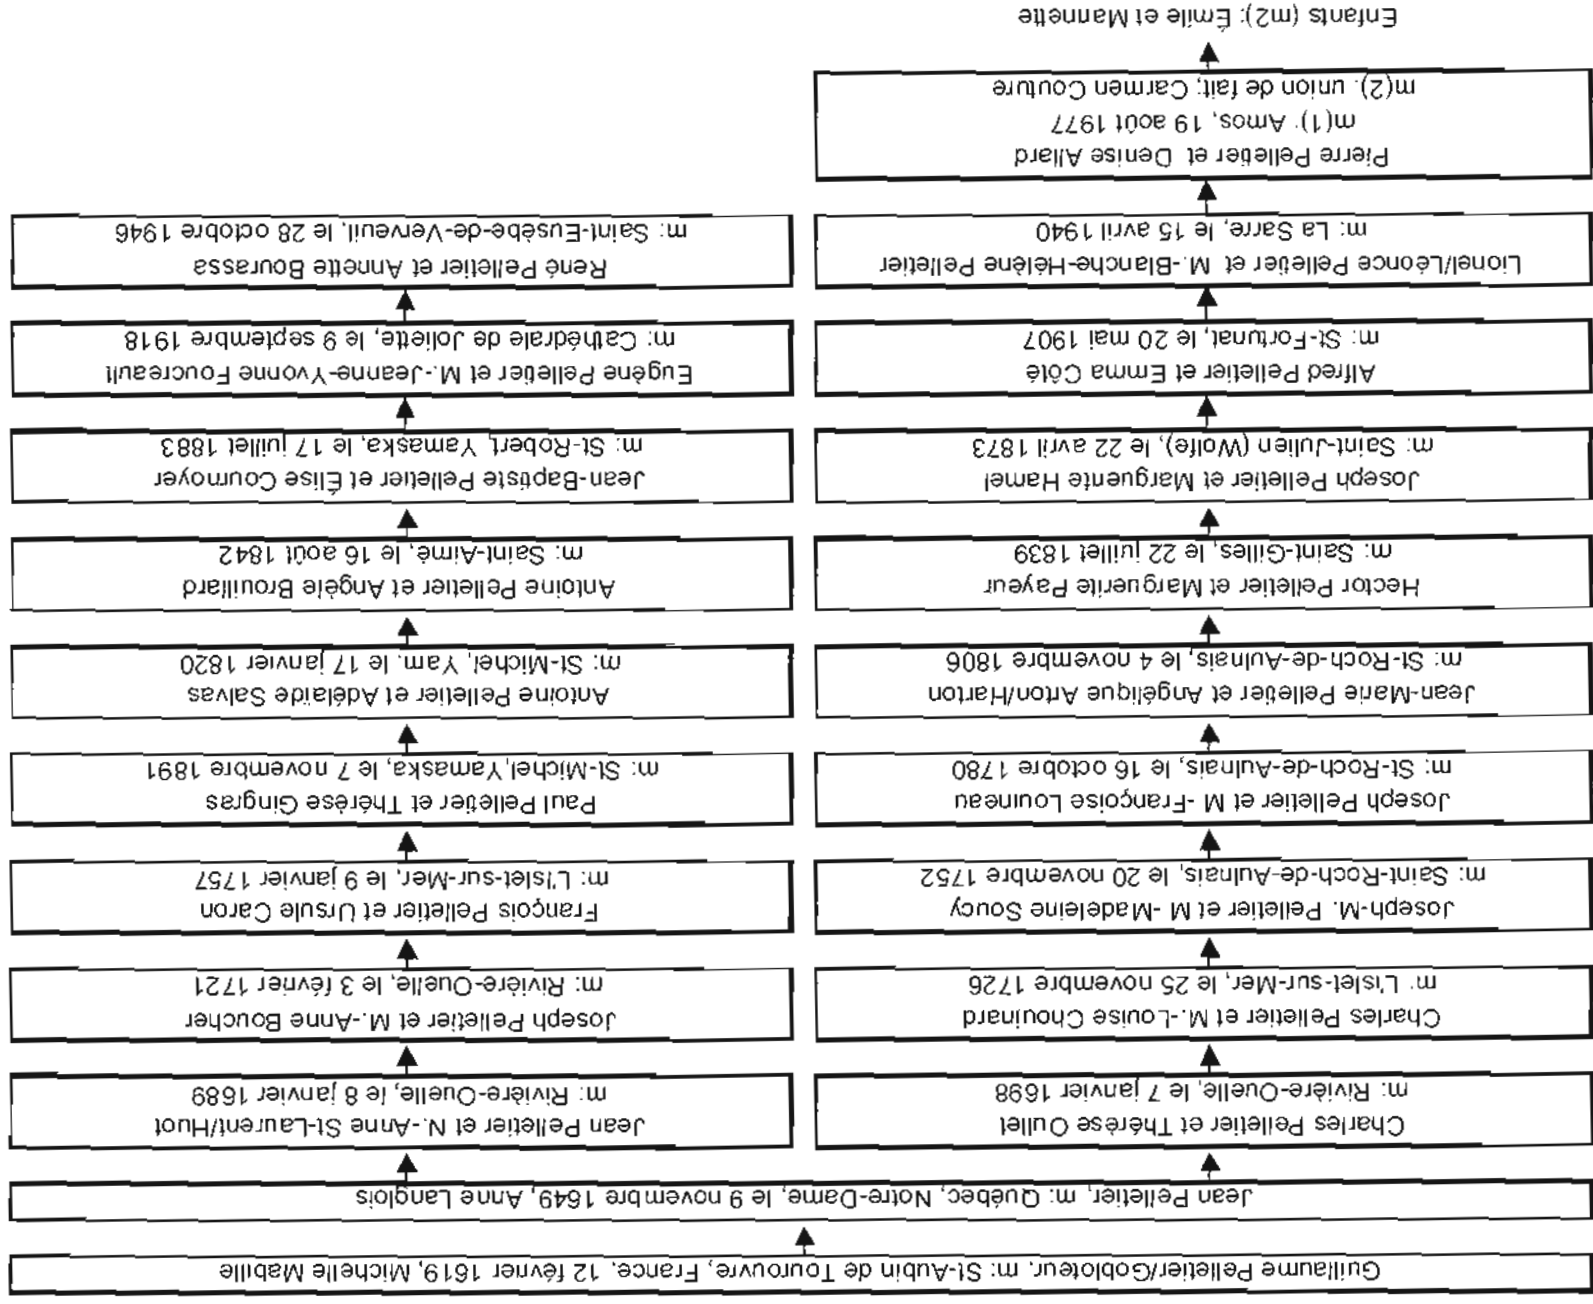 Guillaume Pelletier/Gobloteur, m: St-Aubin de Tourouvre, France, 12 février 1619, Michelle Mabille
Jean Pelletier, m: Québec, Notre-Dame, le 9 novembre 1649, Anne Langlois
Charles Pelletier et Thérèse Oullet
m: Rivière-Ouelle, le 7 janvier 1698
Charles Pelletier et M.-Louise Chouinard
m: L'islet-sur-Mer, le 25 novembre 1726
Joseph-M. Pelletier et M -Madeleine Soucy
m: Saint-Roch-de-Aulnais, le 20 novembre 1752
Joseph Pelletier et M -Françoise Louineau
m: St-Roch-de-Aulnais, le 16 octobre 1780
Jean-Marie Pelletier et Angélique Arton/Harton
m: St-Roch-de-Aulnais, le 4 novembre 1806
Hector Pelletier et Marguerite Payeur
m: Saint-Gilles, le 22 juillet 1839
Joseph Pelletier et Marguerite Hamel
m: Saint-Julien (Wolfe), le 22 avril 1873
Alfred Pelletier et Emma Côté
m: St-Fortunat, le 20 mai 1907
Lionel/Léonce Pelletier et M.-Blanche-Hélène Pelletier
m: La Sarre, le 15 avril 1940
Pierre Pelletier et Denise Allard
m(1): Amos, 19 août 1977
m(2): union de fait; Carmen Couture
Enfants (m2): Émile et Mannette
Jean Pelletier et N.-Anne St-Laurent/Huot
m: Rivière-Ouelle, le 8 janvier 1689
Joseph Pelletier et M.-Anne Boucher
m: Rivière-Ouelle, le 3 février 1721
François Pelletier et Ursule Caron
m: L'Islet-sur-Mer, le 9 janvier 1757
Paul Pelletier et Thérèse Gingras
m: St-Michel,Yamaska, le 7 novembre 1891
Antoine Pelletier et Adélaïde Salvas
m: St-Michel, Yam. le 17 janvier 1820
Antoine Pelletier et Angèle Brouillard
m: Saint-Aimé, le 16 août 1842
Jean-Baptiste Pelletier et Élise Cournoyer
m: St-Robert, Yamaska, le 17 juillet 1883
Eugène Pelletier et M.-Jeanne-Yvonne Foucreault
m: Cathédrale de Joliette, le 9 septembre 1918
René Pelletier et Annette Bourassa
m: Saint-Eusèbe-de-Verveuil, le 28 octobre 1946